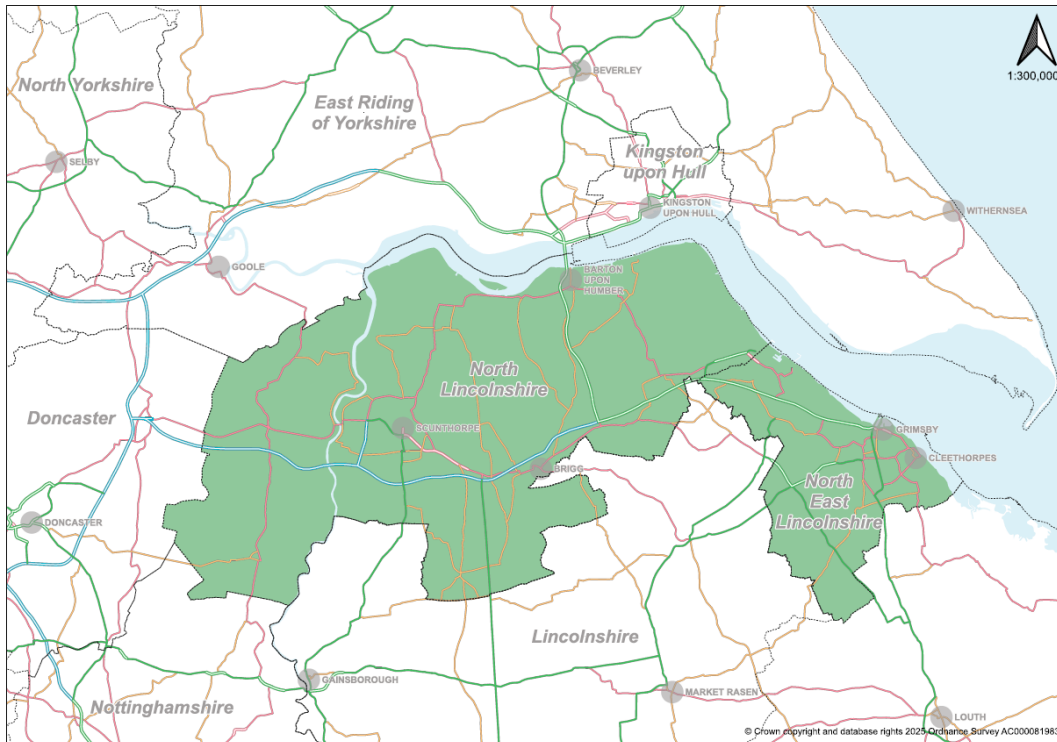 1:300,000
BEVERLEY
North Yorkshire
East Riding
of Yorkshire
Kingston
upon Hull
SELBY
KINGSTON
UPON HULL
WITHERNSEA
GOOLE
BARTON
UPON
HUMBER
North
Lincolnshire
Doncaster
SCUNTHORPE
GRIMSBY
CLEETHORPES
BRIGG
North
East
Lincolnshire
DONCASTER
Lincolnshire
GAINSBOROUGH
MARKET RASEN
Nottinghamshire
LOUTH
© Crown copyright and database rights 2025 Ordnance Survey AC000081983